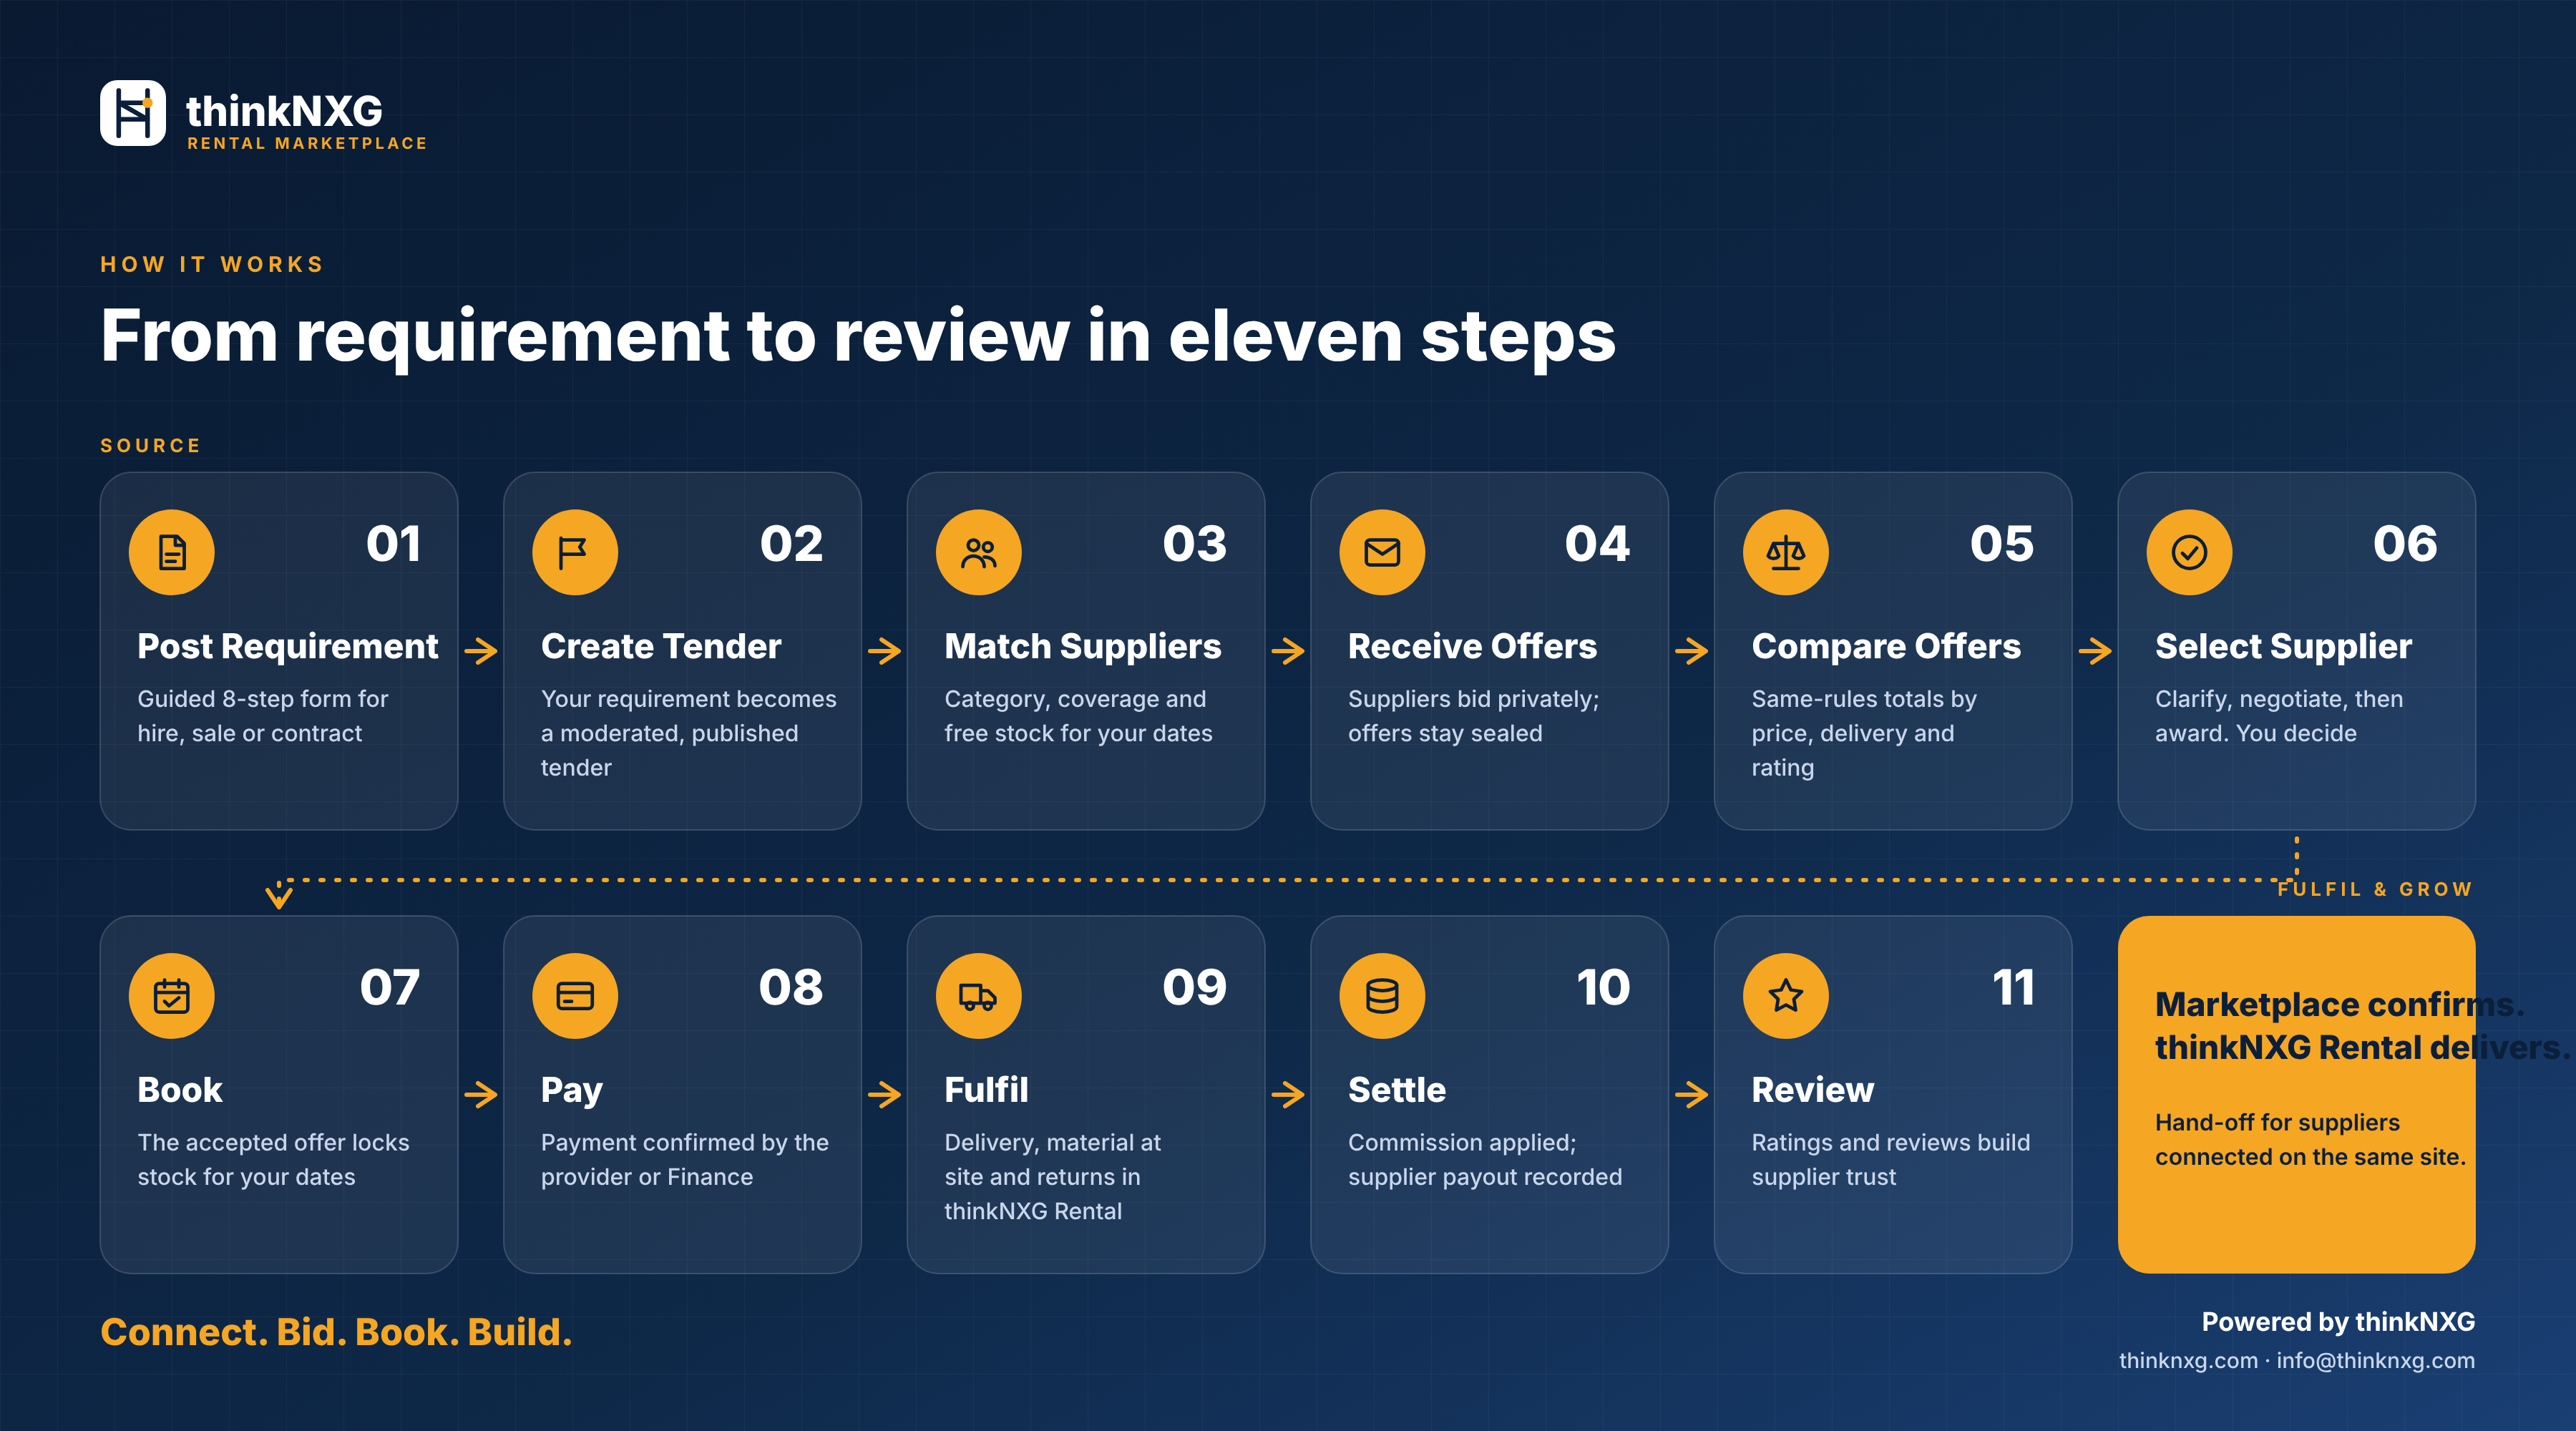 thinkNXG
RENTAL MARKETPLACE
HOW IT WORKS
From requirement to review in eleven steps
SOURCE
01
Post Requirement
Guided 8-step form for
hire, sale or contract
02
Create Tender
Your requirement becomes
a moderated, published
tender
03
Match Suppliers
Category, coverage and
free stock for your dates
04
Receive Offers
Suppliers bid privately;
offers stay sealed
05
Compare Offers
Same-rules totals by
price, delivery and
rating
06
Select Supplier
Clarify, negotiate, then
award. You decide
FULFIL & GROW
07
Book
The accepted offer locks
stock for your dates
08
Pay
Payment confirmed by the
provider or Finance
09
Fulfil
Delivery, material at
site and returns in
thinkNXG Rental
10
Settle
Commission applied;
supplier payout recorded
11
Review
Ratings and reviews build
supplier trust
Marketplace confirms.
thinkNXG Rental delivers.
Hand-off for suppliers
connected on the same site.
Connect. Bid. Book. Build.
Powered by thinkNXG
thinknxg.com · info@thinknxg.com